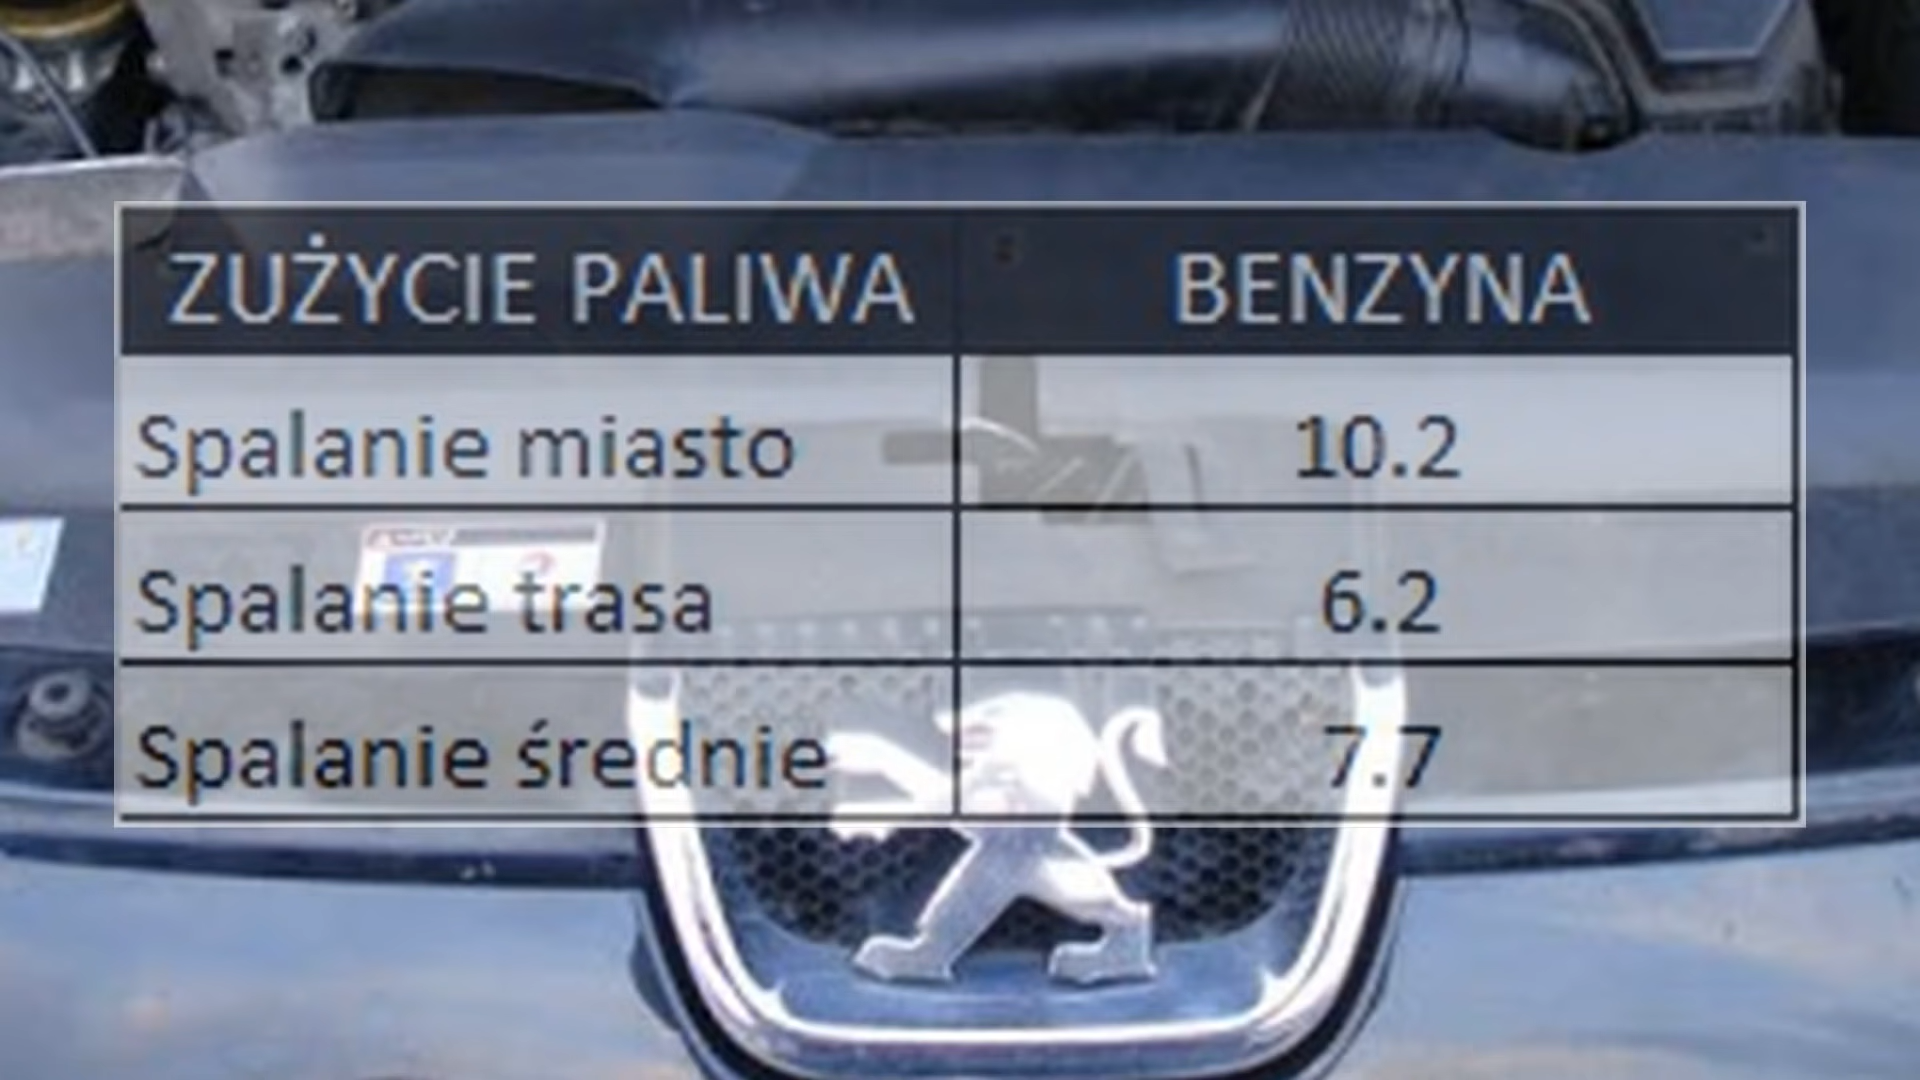 ZUŻYCIE PALIWA BENZYNA
Spalanie miasto 10.2
Spalanie trasa 6.2
Spalanie średnie 7.7